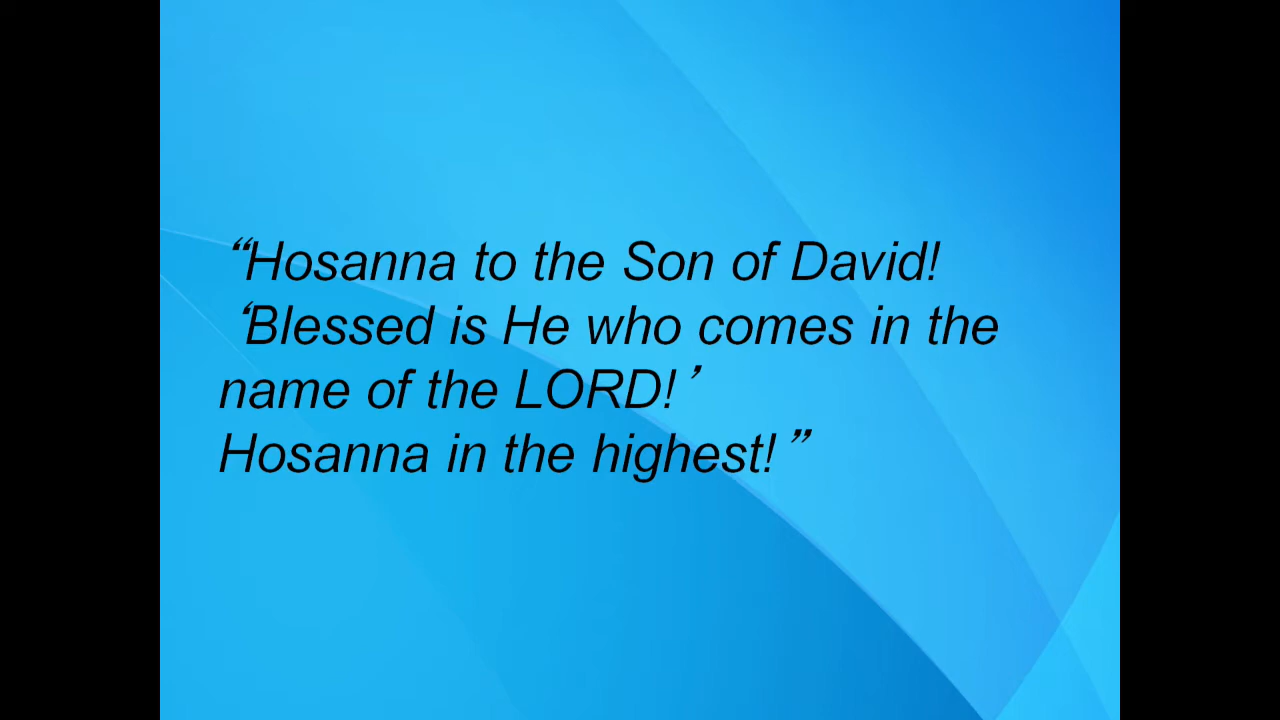 “Hosanna to the Son of David!
‘Blessed is He who comes in the
name of the LORD!’
Hosanna in the highest!”